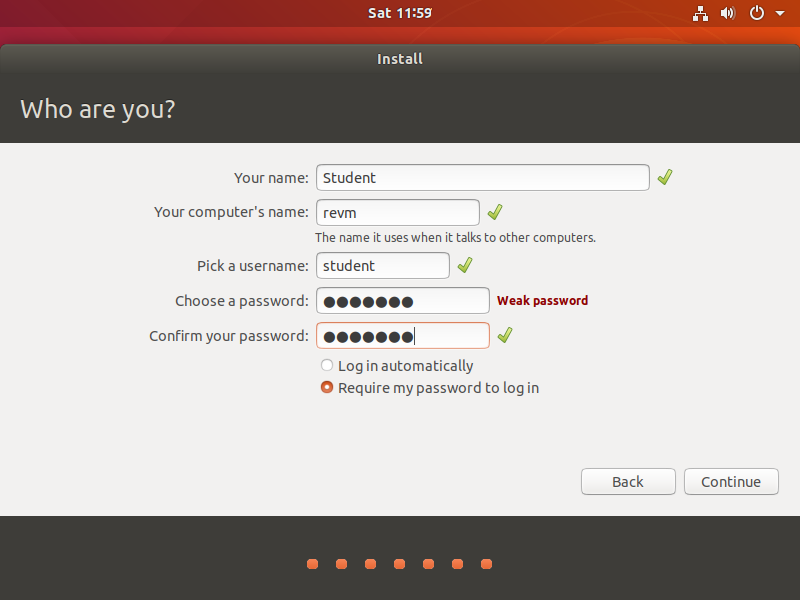 Sat 11:59
Install
Who are you?
Your name: Student
Your computer's name: revm
The name it uses when it talks to other computers.
Pick a username: student
Choose a password: ●●●●●●● Weak password
Confirm your password: ●●●●●●●
Log in automatically
Require my password to log in
Back Continue